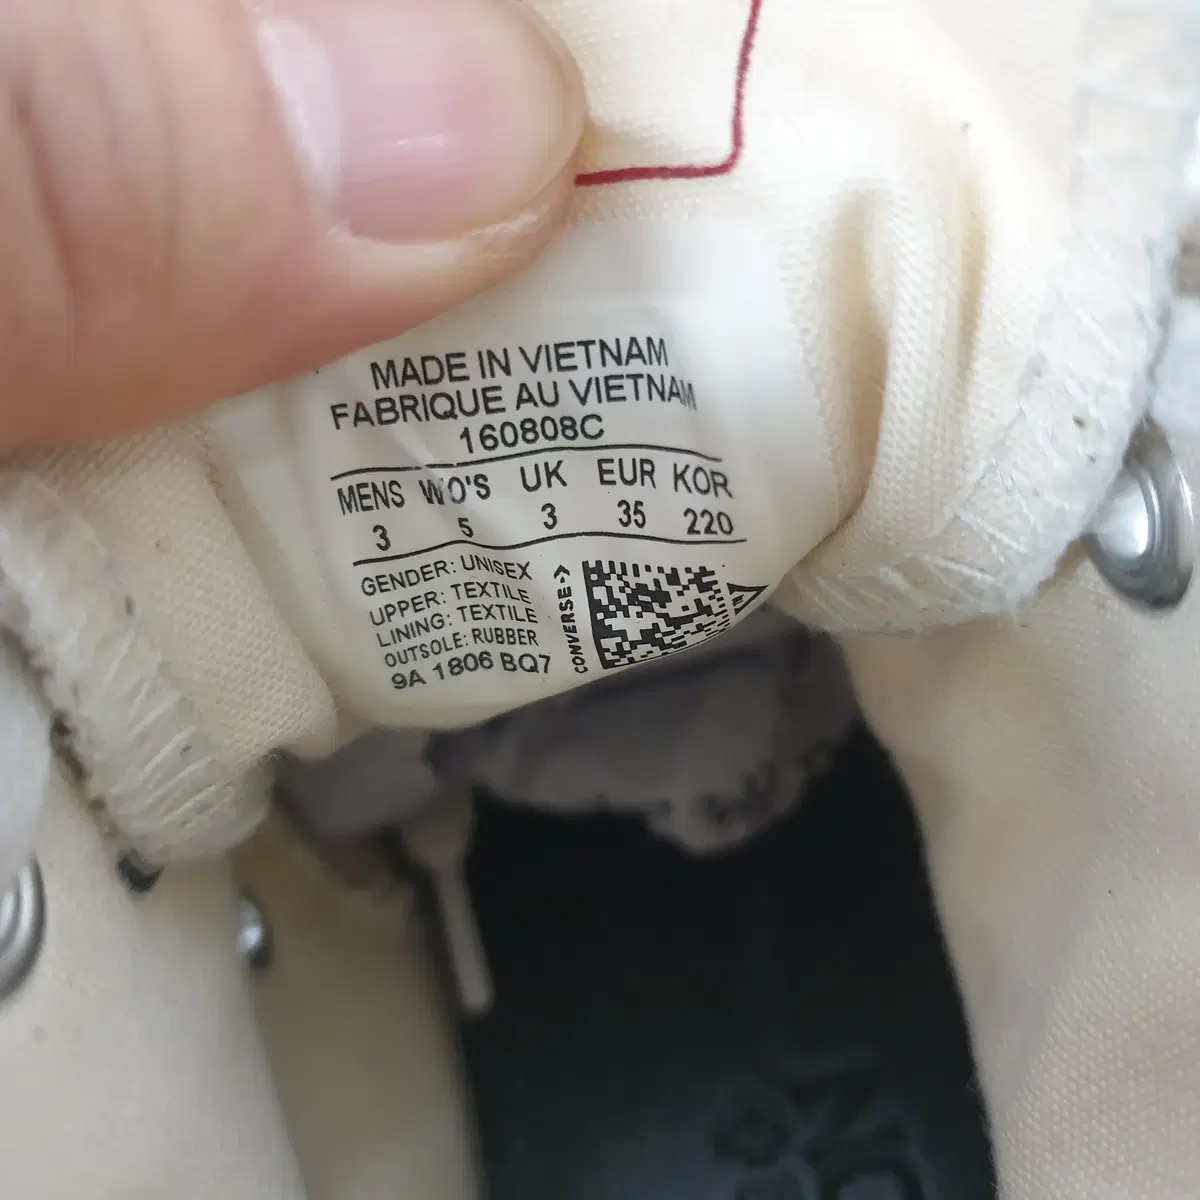 MADE IN VIETNAM
FABRIQUE AU VIETNAM
160808C
MENS WO'S UK EUR KOR
3 5 3 35 220
GENDER: UNISEX
UPPER: TEXTILE
LINING: TEXTILE
OUTSOLE: RUBBER
9A 1806 BQ7
CONVERSE